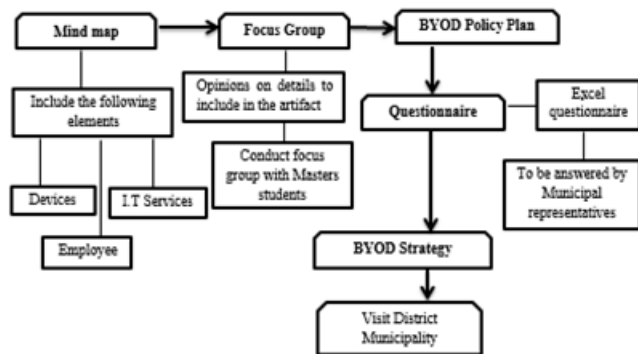 Mind map
Focus Group
BYOD Policy Plan
Include the following
elements
Opinions on details to
include in the artifact
Questionnaire
Excel
questionnaire
Conduct focus
group with Masters
students
To be answered by
Municipal
representatives
Devices
I.T Services
Employee
BYOD Strategy
Visit District
Municipality